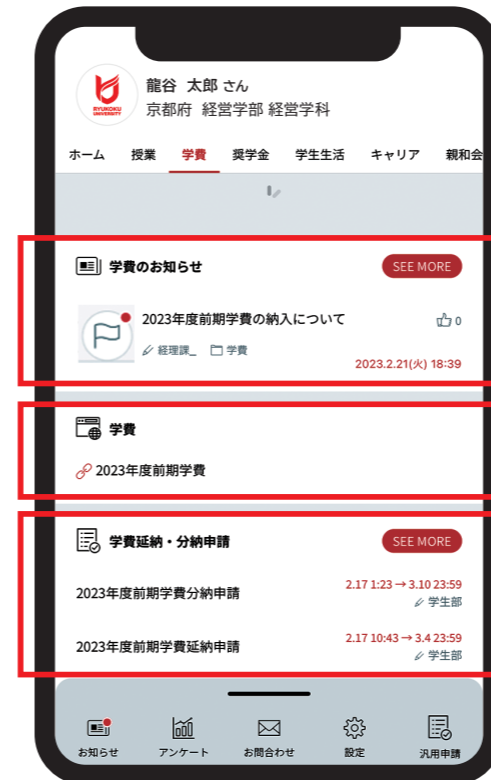 RYUKOKU
UNIVERSITY
龍谷 太郎 さん
京都府 経営学部 経営学科
ホーム 授業 学費 奨学金 学生生活 キャリア 親和会
学費のお知らせ SEE MORE
2023年度前期学費の納入について 0
経理課_ 学費
2023.2.21(火) 18:39
学費
2023年度前期学費
学費延納・分納申請 SEE MORE
2023年度前期学費分納申請 2.17 1:23 → 3.10 23:59
学生部
2023年度前期学費延納申請 2.17 10:43 → 3.4 23:59
学生部
お知らせ アンケート お問合わせ 設定 汎用申請